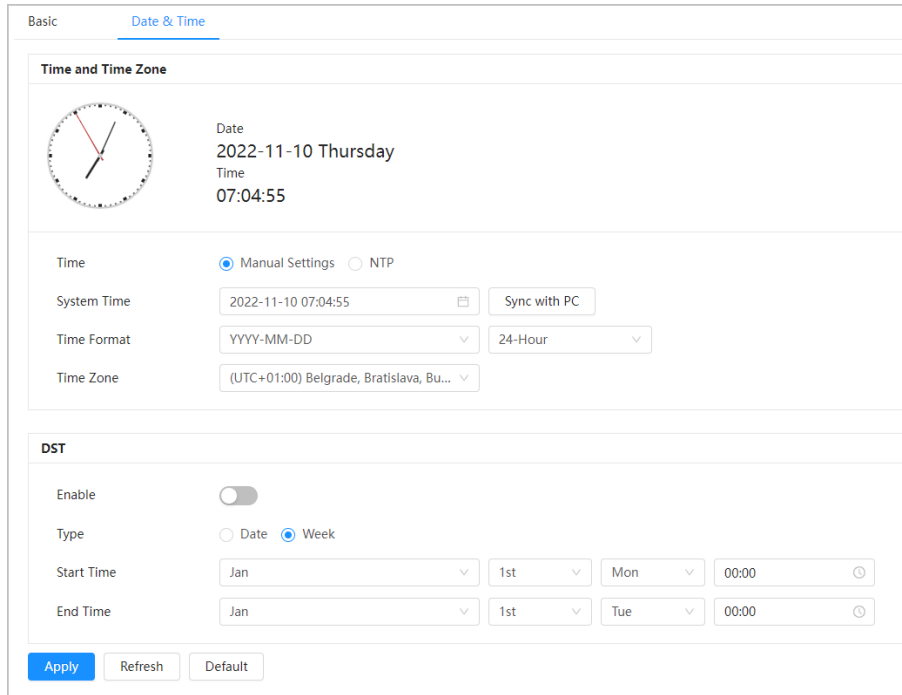 Basic Date & Time
Time and Time Zone
Date
2022-11-10 Thursday
Time
07:04:55
Time Manual Settings NTP
System Time 2022-11-10 07:04:55 Sync with PC
Time Format YYYY-MM-DD 24-Hour
Time Zone (UTC+01:00) Belgrade, Bratislava, Bu...
DST
Enable
Type Date Week
Start Time Jan 1st Mon 00:00
End Time Jan 1st Tue 00:00
Apply Refresh Default